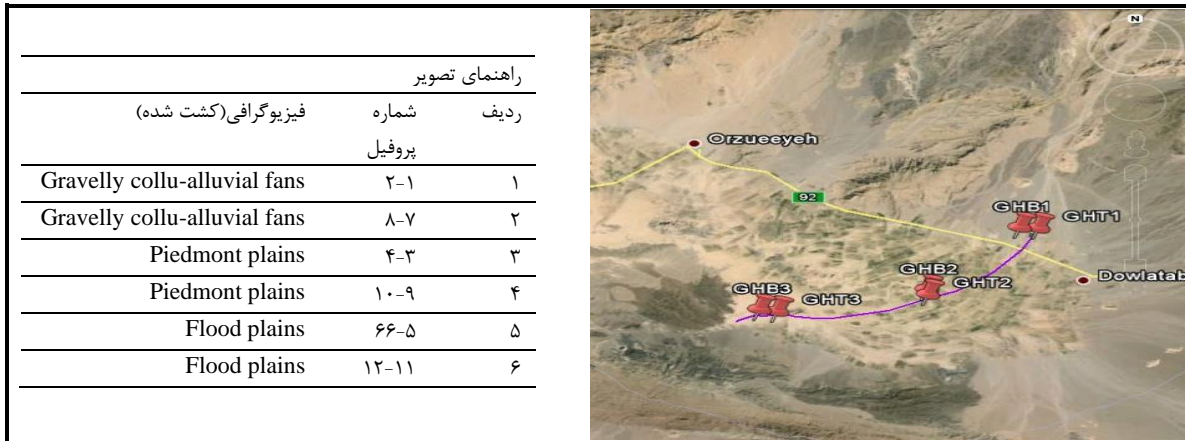 راهنمای تصویر
ردیف شماره فیزیوگرافی(کشت شده)
پروفیل
۱ ۲-۱ Gravelly collu-alluvial fans
۲ ۸-۷ Gravelly collu-alluvial fans
۳ ۴-۳ Piedmont plains
۴ ۱۰-۹ Piedmont plains
۵ ۶۶-۵ Flood plains
۶ ۱۲-۱۱ Flood plains
N
Orzueeyeh
92
GHB1 GHT1
GHB2 GHT2
Dowlatab
GHB3 GHT3